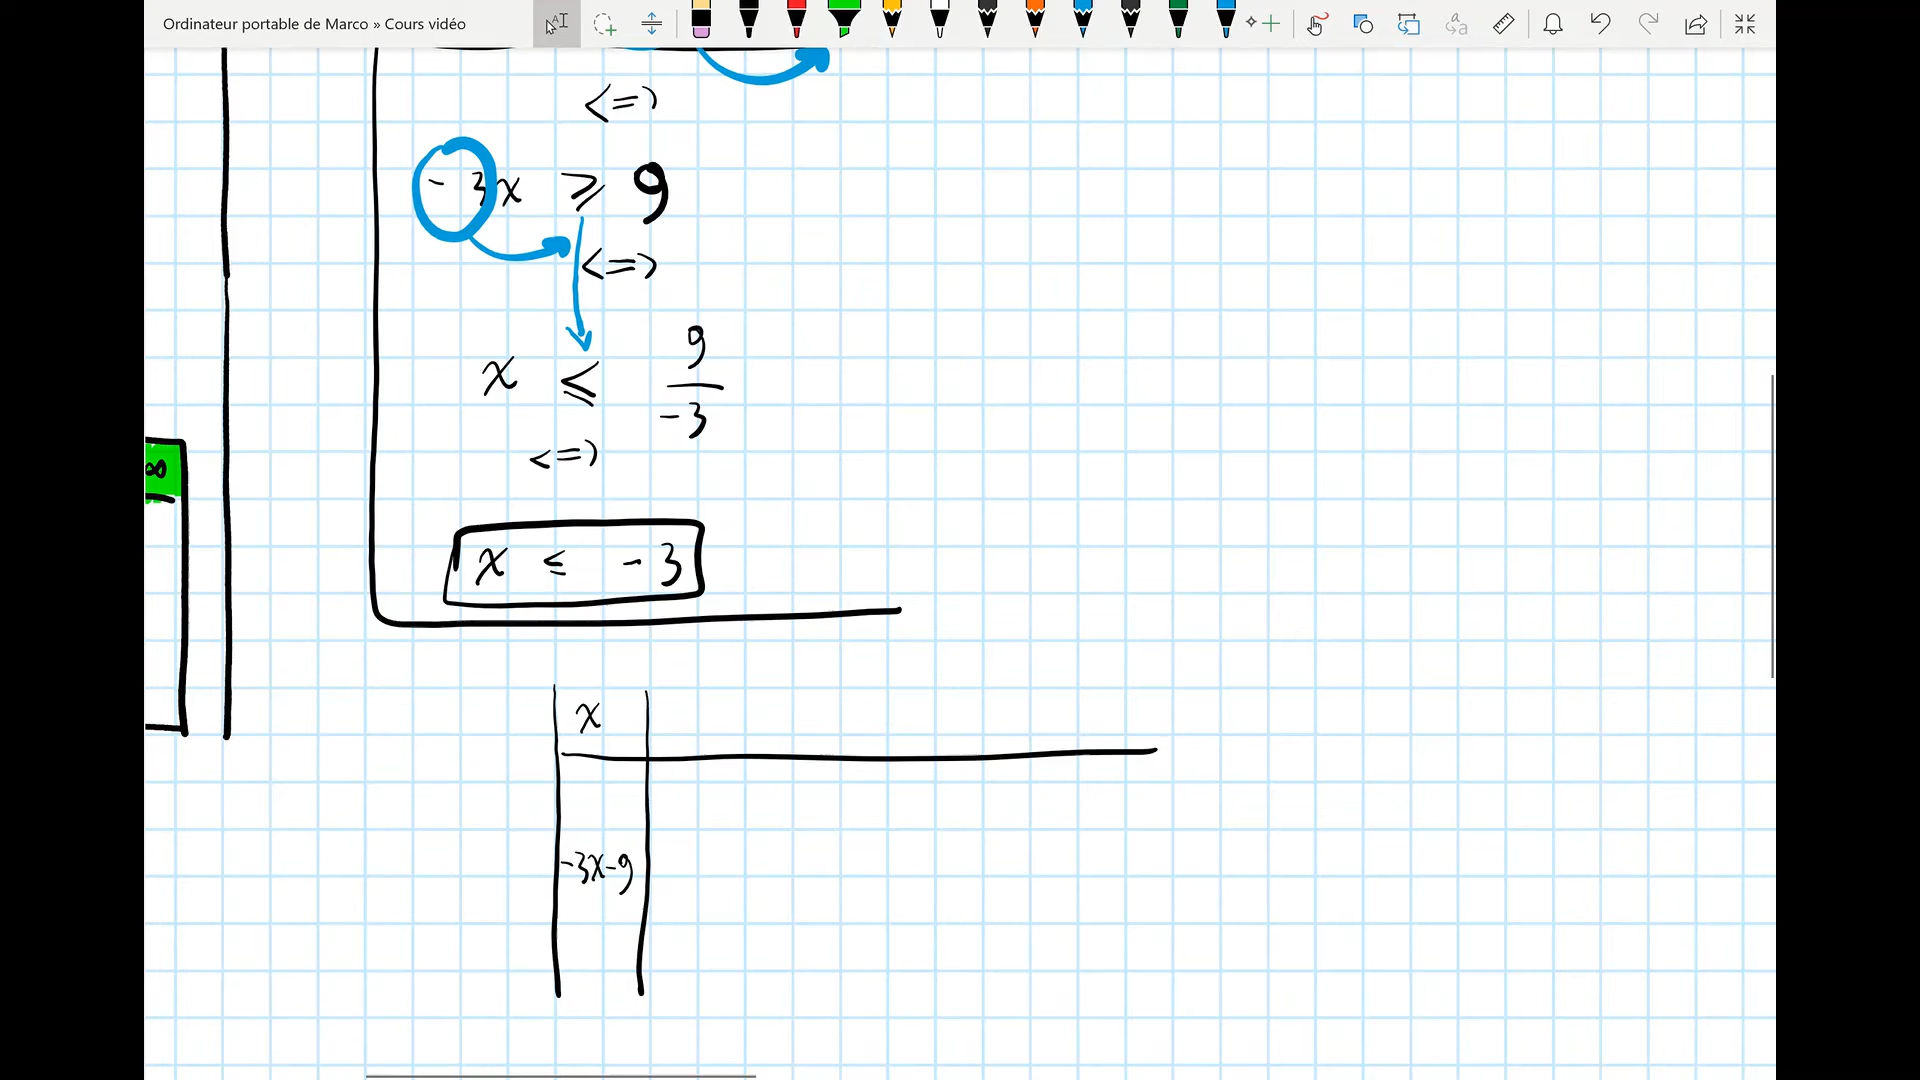 Ordinateur portable de Marco » Cours vidéo
<=>
-3x ⩾ 9
<=>
x ⩽ 9/-3
<=>
x ≤ -3
∞
x
-3x-9